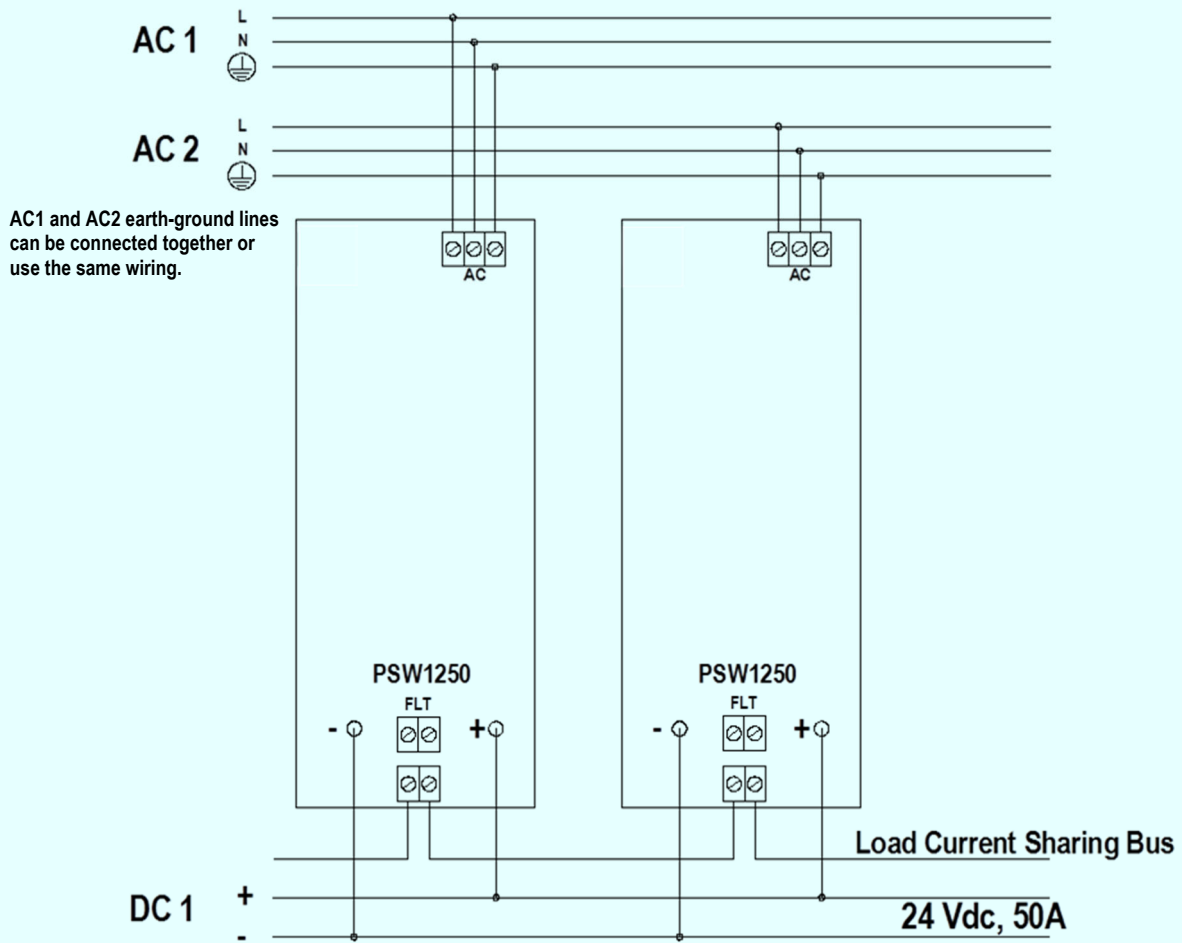 L
AC 1
N
L
AC 2
N
AC1 and AC2 earth-ground lines
can be connected together or
use the same wiring.
AC
AC
PSW1250
PSW1250
FLT
FLT
- +
- +
Load Current Sharing Bus
+
DC 1
24 Vdc, 50A
-